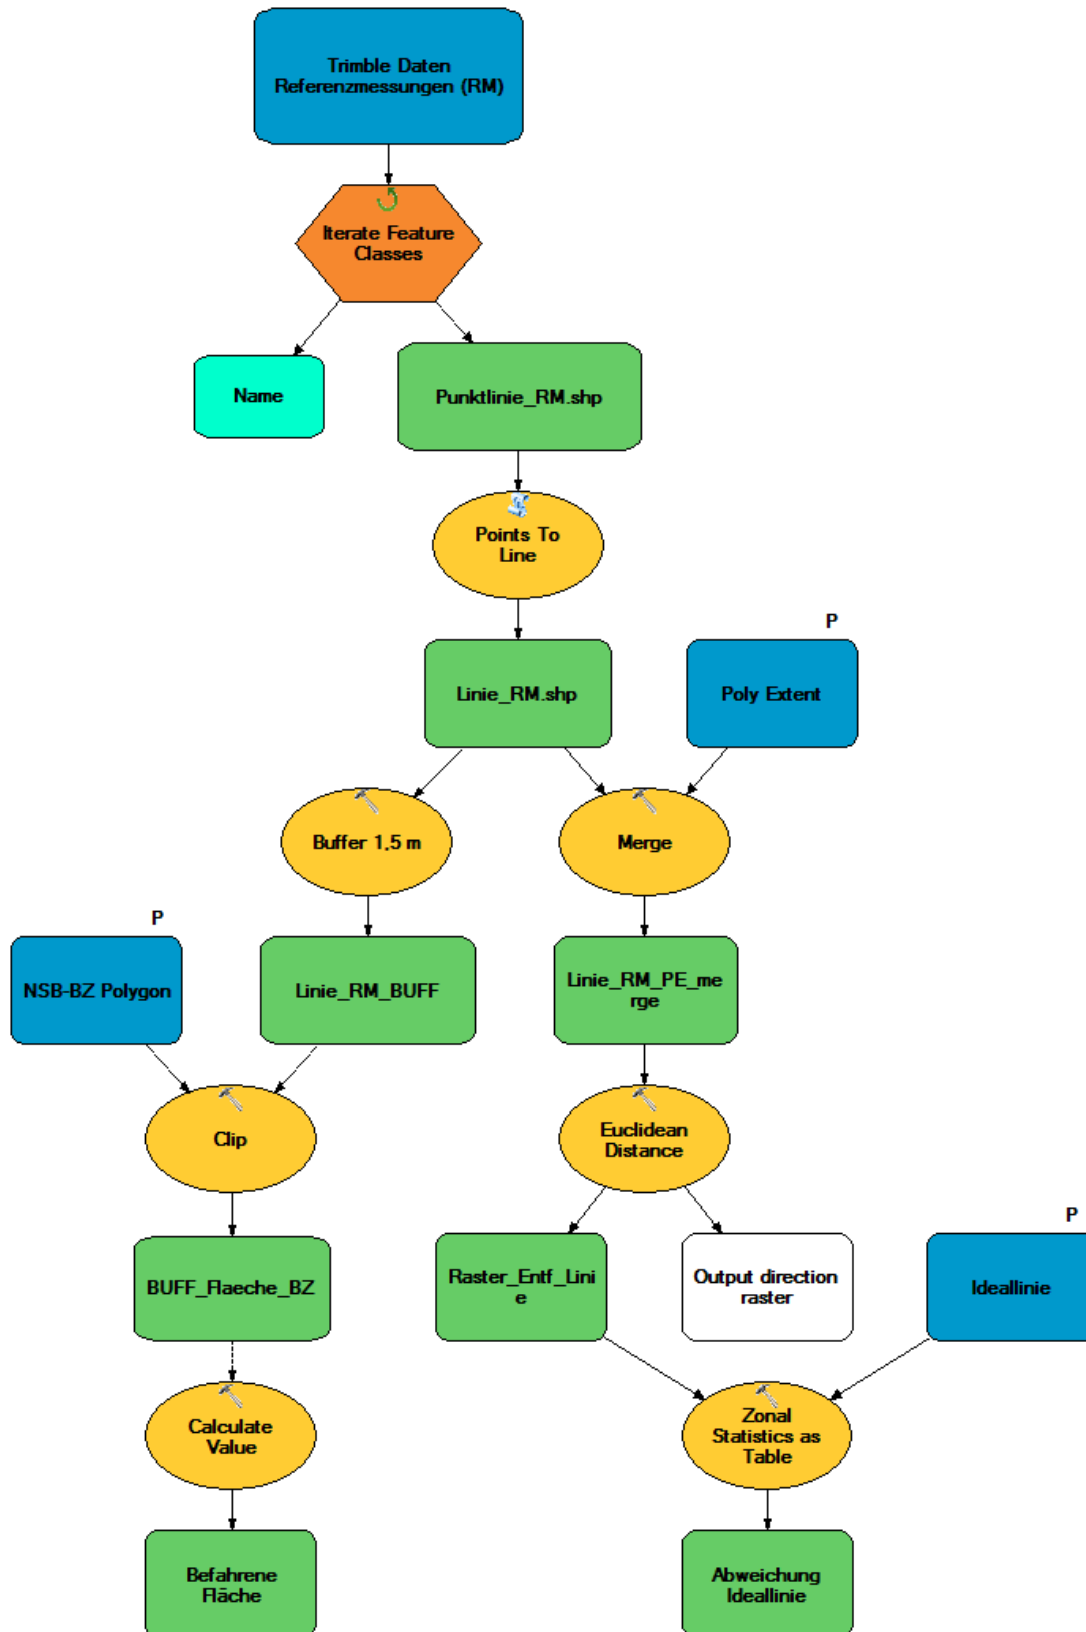 Trimble Daten
Referenzmessungen (RM)
Iterate Feature
Classes
Name
Punktlinie_RM.shp
Points To
Line
P
Linie_RM.shp
Poly Extent
Buffer 1,5 m
Merge
P
NSB-BZ Polygon
Linie_RM_BUFF
Linie_RM_PE_me
rge
Clip
Euclidean
Distance
P
BUFF_Flaeche_BZ
Raster_Entf_Lini
e
Output direction
raster
Ideallinie
Calculate
Value
Zonal
Statistics as
Table
Befahrene
Fläche
Abweichung
Ideallinie